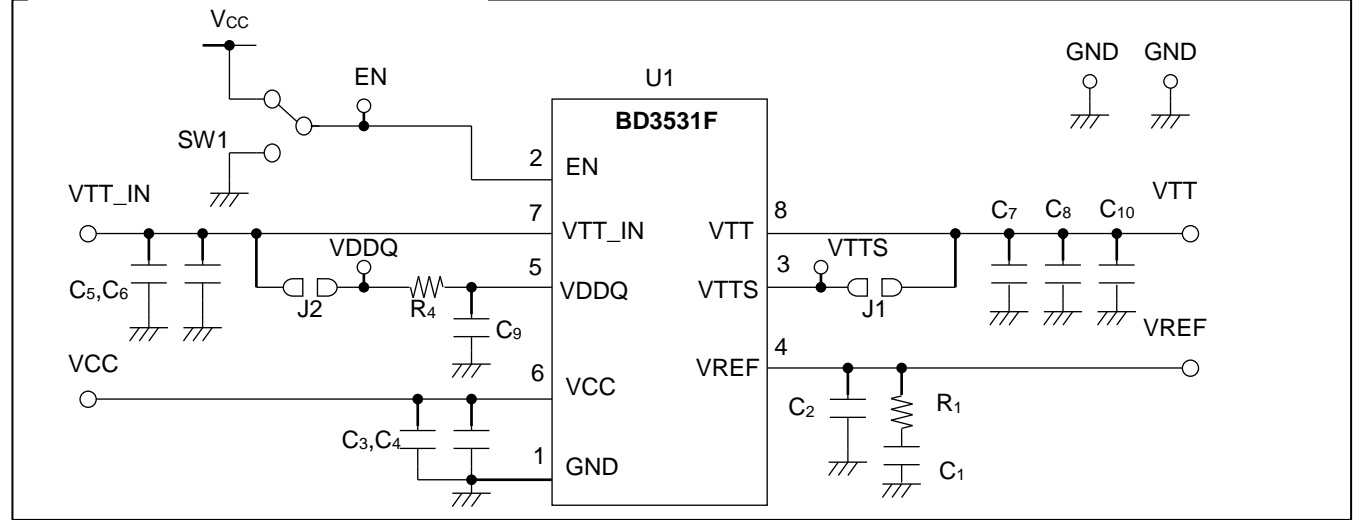 VCC
EN
U1
GND GND
BD3531F
SW1
2 EN
VTT_IN
7 VTT_IN
VTT 8
C7 C8 C10
VTT
VDDQ
5 VDDQ
VTTS 3
VTTS
C5,C6
J2
R4
J1
C9
VREF
VCC
6 VCC
VREF 4
C2
R1
C3,C4
1 GND
C1